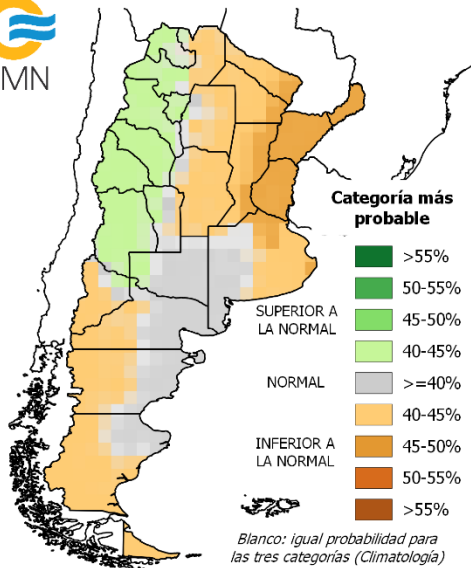 MN
Categoría más
probable
>55%
50-55%
SUPERIOR A
LA NORMAL
45-50%
40-45%
NORMAL
>=40%
40-45%
INFERIOR A
LA NORMAL
45-50%
50-55%
>55%
Blanco: igual probabilidad para
las tres categorías (Climatología)